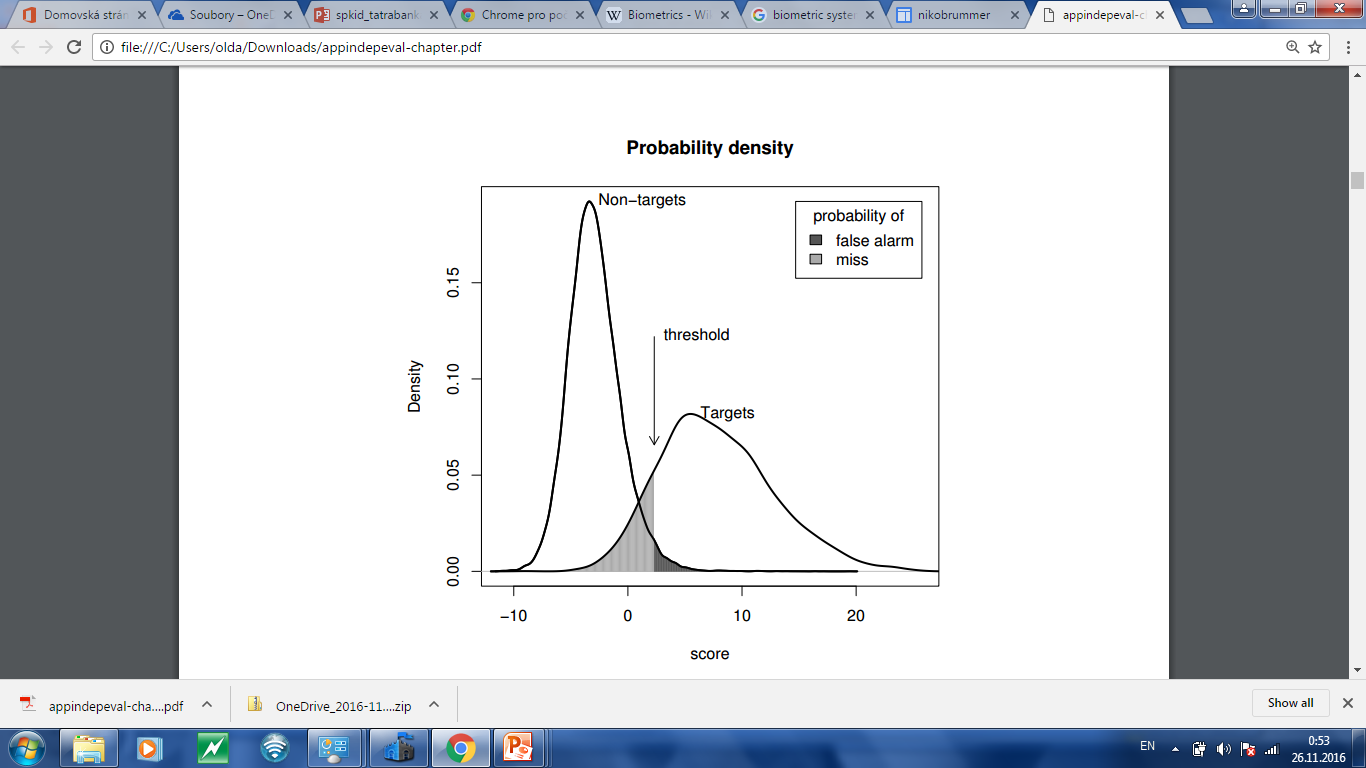 Domovská strán
Soubory – OneD
spkid_tatrabank
Chrome pro poč
Biometrics - Wi
biometric syste
nikobrummer
appindepeval-c
file:///C:/Users/olda/Downloads/appindepeval-chapter.pdf
Probability density
Non−targets
probability of
false alarm
miss
threshold
Targets
Density
0.00
0.05
0.10
0.15
−10
0
10
20
score
appindepeval-cha....pdf
OneDrive_2016-11....zip
Show all
EN
0:53
26.11.2016